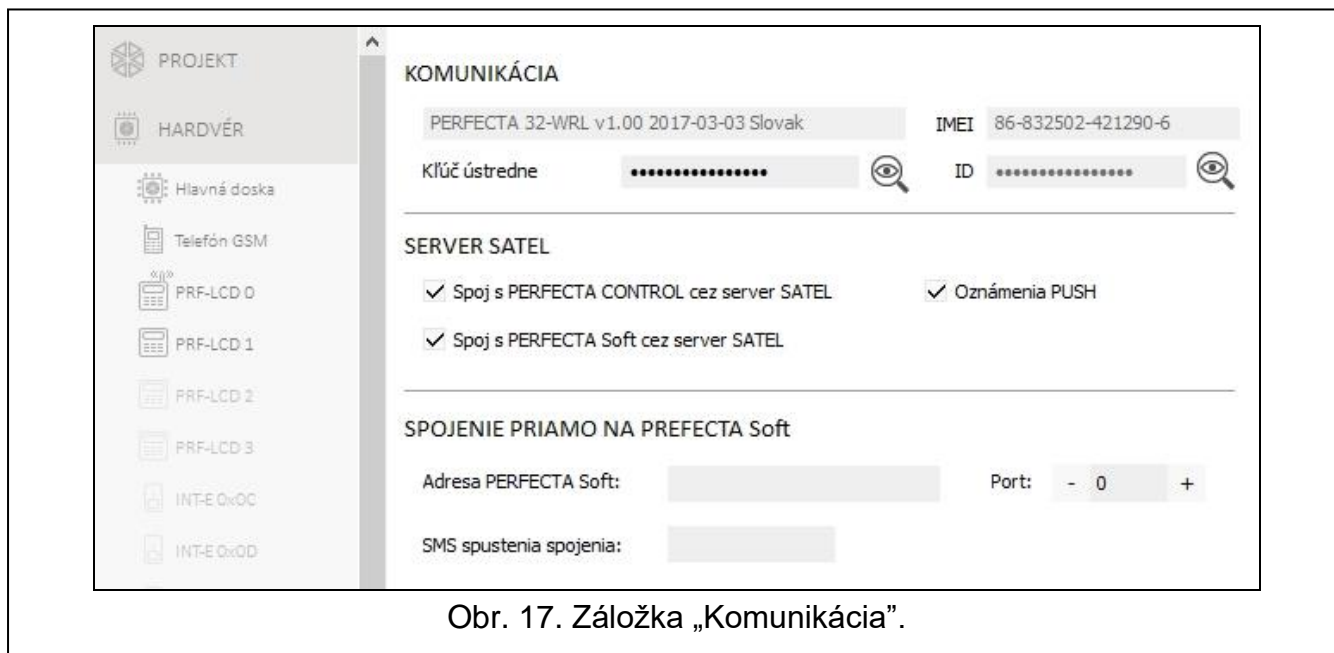 PROJEKT
HARDVÉR
Hlavná doska
Telefón GSM
PRF-LCD 0
PRF-LCD 1
PRF-LCD 2
PRF-LCD 3
INT-E 0x0C
INT-E 0x0D
KOMUNIKÁCIA
PERFECTA 32-WRL v1.00 2017-03-03 Slovak IMEI 86-832502-421290-6
Kľúč ústredne •••••••••••••••• ID ••••••••••••••••
SERVER SATEL
Spoj s PERFECTA CONTROL cez server SATEL Oznámenia PUSH
Spoj s PERFECTA Soft cez server SATEL
SPOJENIE PRIAMO NA PREFECTA Soft
Adresa PERFECTA Soft: Port: - 0 +
SMS spustenia spojenia:
Obr. 17. Záložka „Komunikácia”.